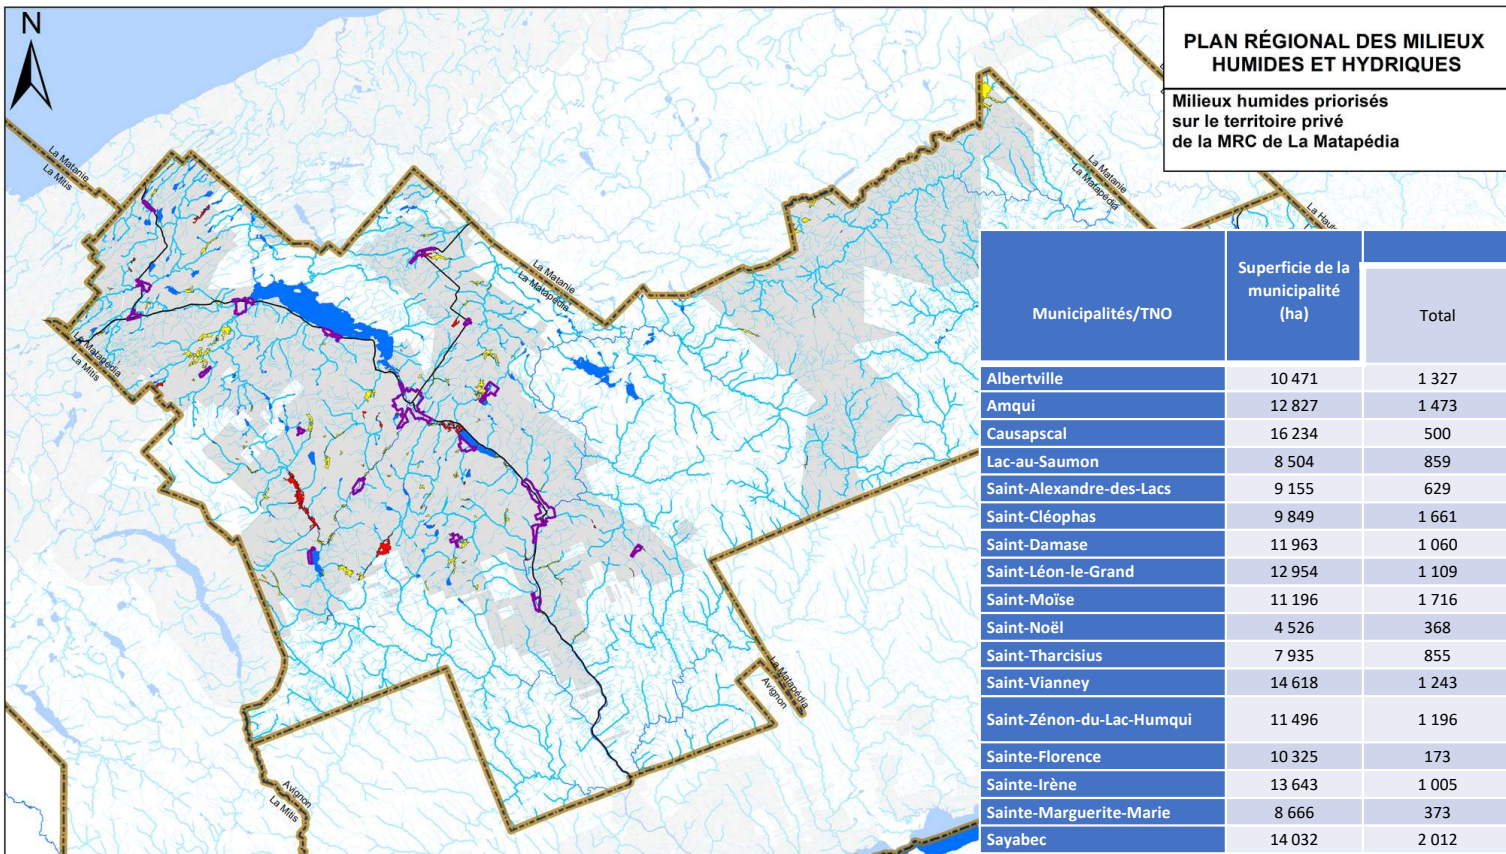 N
PLAN RÉGIONAL DES MILIEUX
HUMIDES ET HYDRIQUES
Milieux humides priorisés
sur le territoire privé
de la MRC de La Matapédia
La Matanie
La Mitis
La Matanie
La Matapédia
La Matanie
La Matapédia
La Matapédia
La Mitis
La Matapédia
Avignon
Avignon
La Mitis
Municipalités/TNO
Superficie de la
municipalité
(ha)
Total
Albertville 10 471 1 327
Amqui 12 827 1 473
Causapscal 16 234 500
Lac-au-Saumon 8 504 859
Saint-Alexandre-des-Lacs 9 155 629
Saint-Cléophas 9 849 1 661
Saint-Damase 11 963 1 060
Saint-Léon-le-Grand 12 954 1 109
Saint-Moïse 11 196 1 716
Saint-Noël 4 526 368
Saint-Tharcisius 7 935 855
Saint-Vianney 14 618 1 243
Saint-Zénon-du-Lac-Humqui 11 496 1 196
Sainte-Florence 10 325 173
Sainte-Irène 13 643 1 005
Sainte-Marguerite-Marie 8 666 373
Sayabec 14 032 2 012